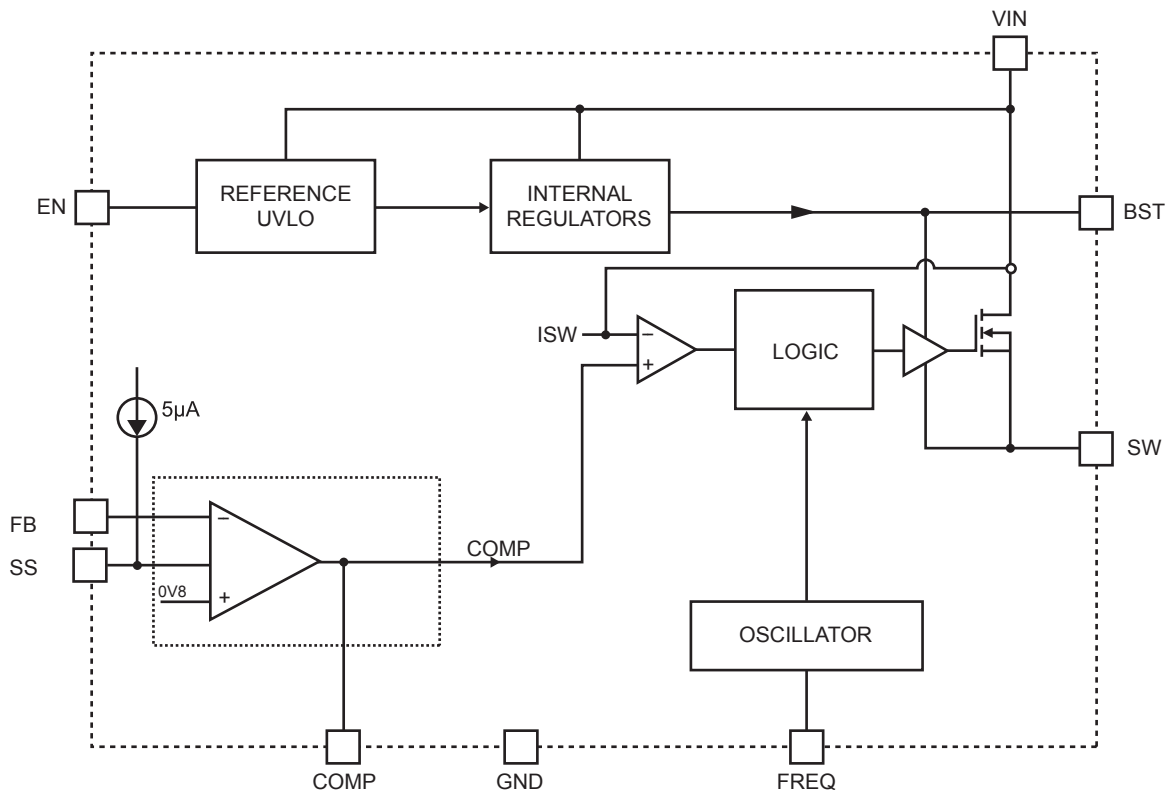 VIN
EN
REFERENCE
UVLO
INTERNAL
REGULATORS
BST
ISW
−
+
LOGIC
5µA
SW
FB
−
SS
COMP
0V8
+
OSCILLATOR
COMP
GND
FREQ